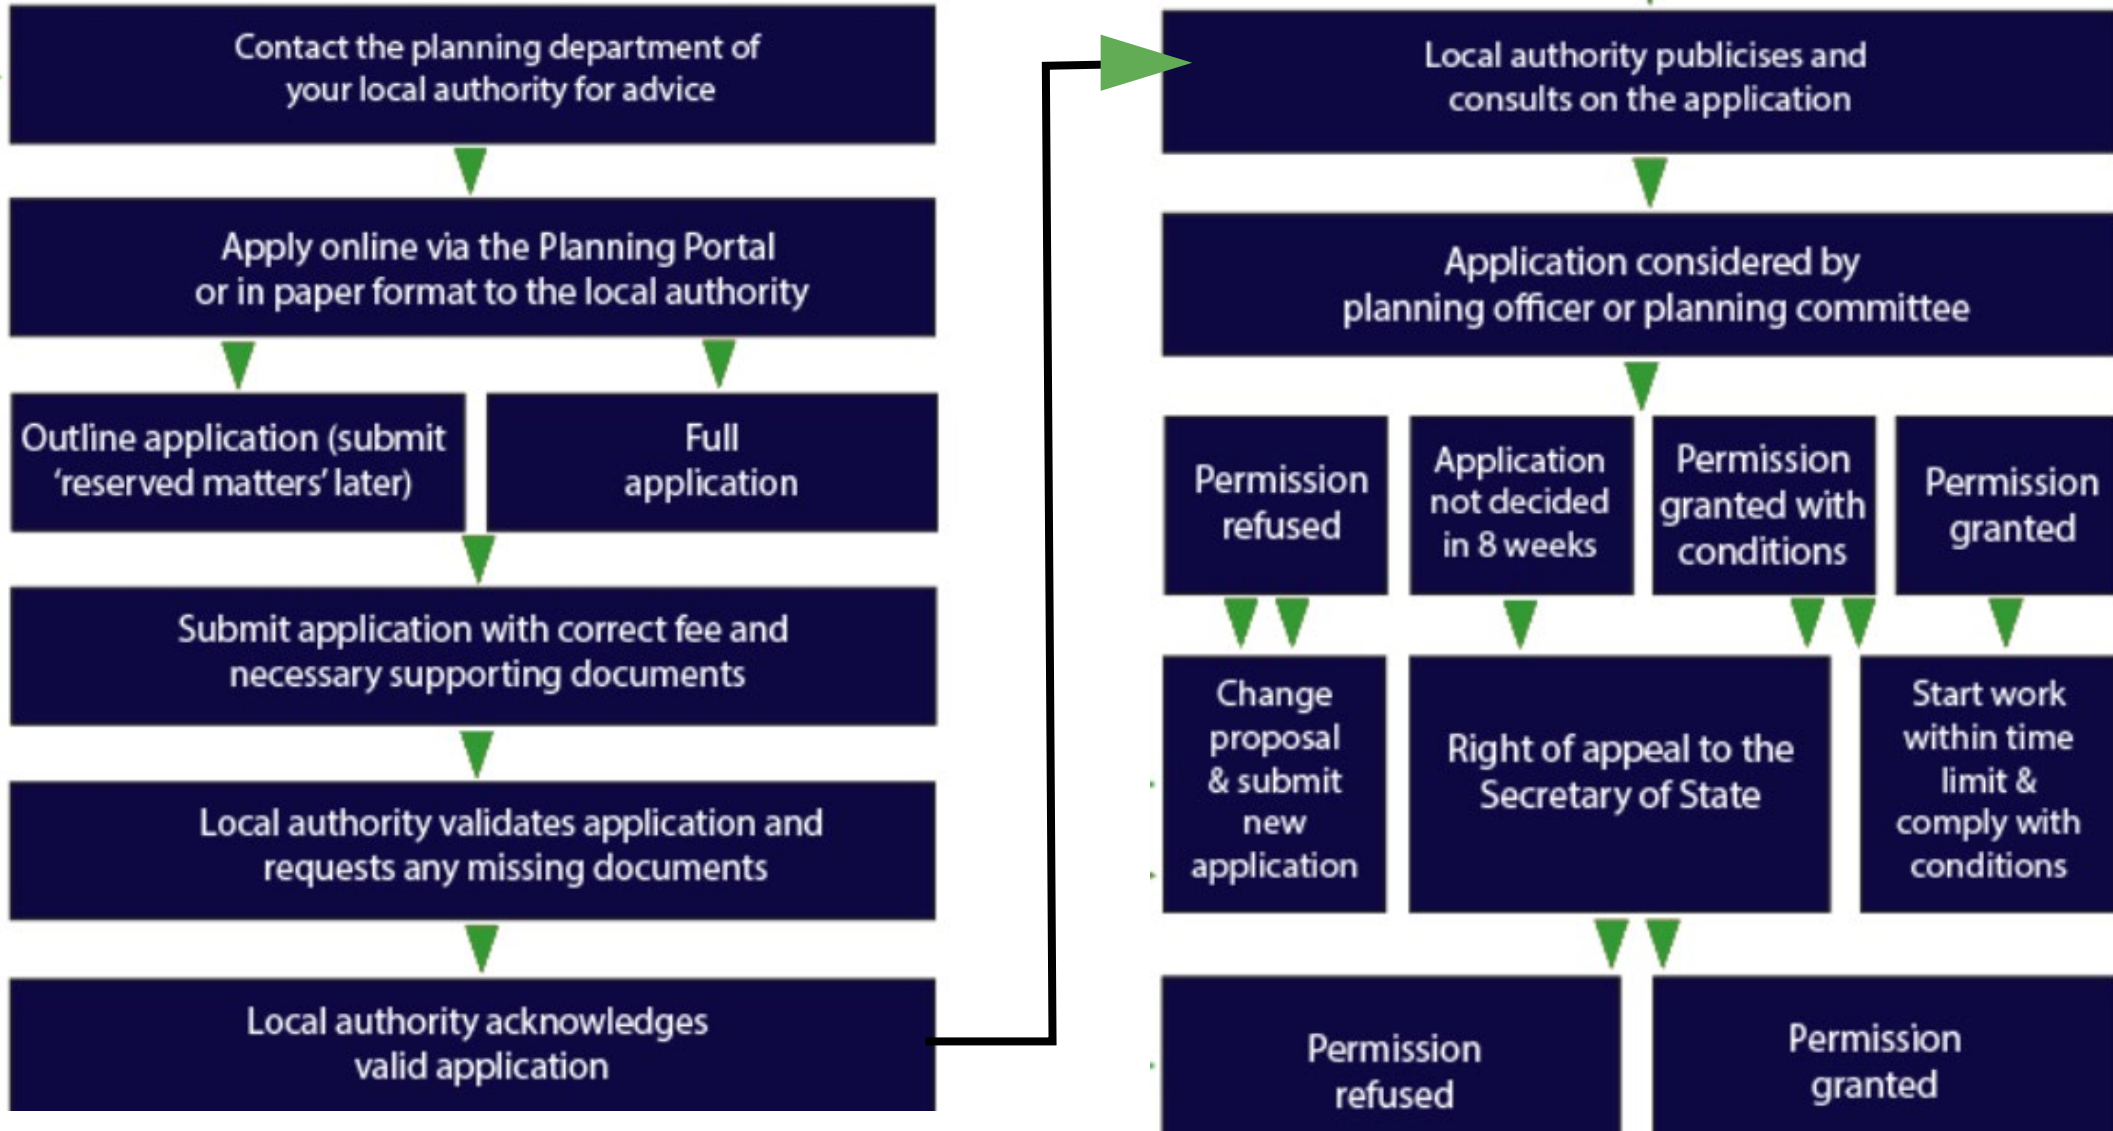 Contact the planning department of
your local authority for advice
Apply online via the Planning Portal
or in paper format to the local authority
Outline application (submit
‘reserved matters’ later)
Full
application
Submit application with correct fee and
necessary supporting documents
Local authority validates application and
requests any missing documents
Local authority acknowledges
valid application
Local authority publicises and
consults on the application
Application considered by
planning officer or planning committee
Permission
refused
Application
not decided
in 8 weeks
Permission
granted with
conditions
Permission
granted
Change
proposal
& submit
new
application
Right of appeal to the
Secretary of State
Start work
within time
limit &
comply with
conditions
Permission
refused
Permission
granted